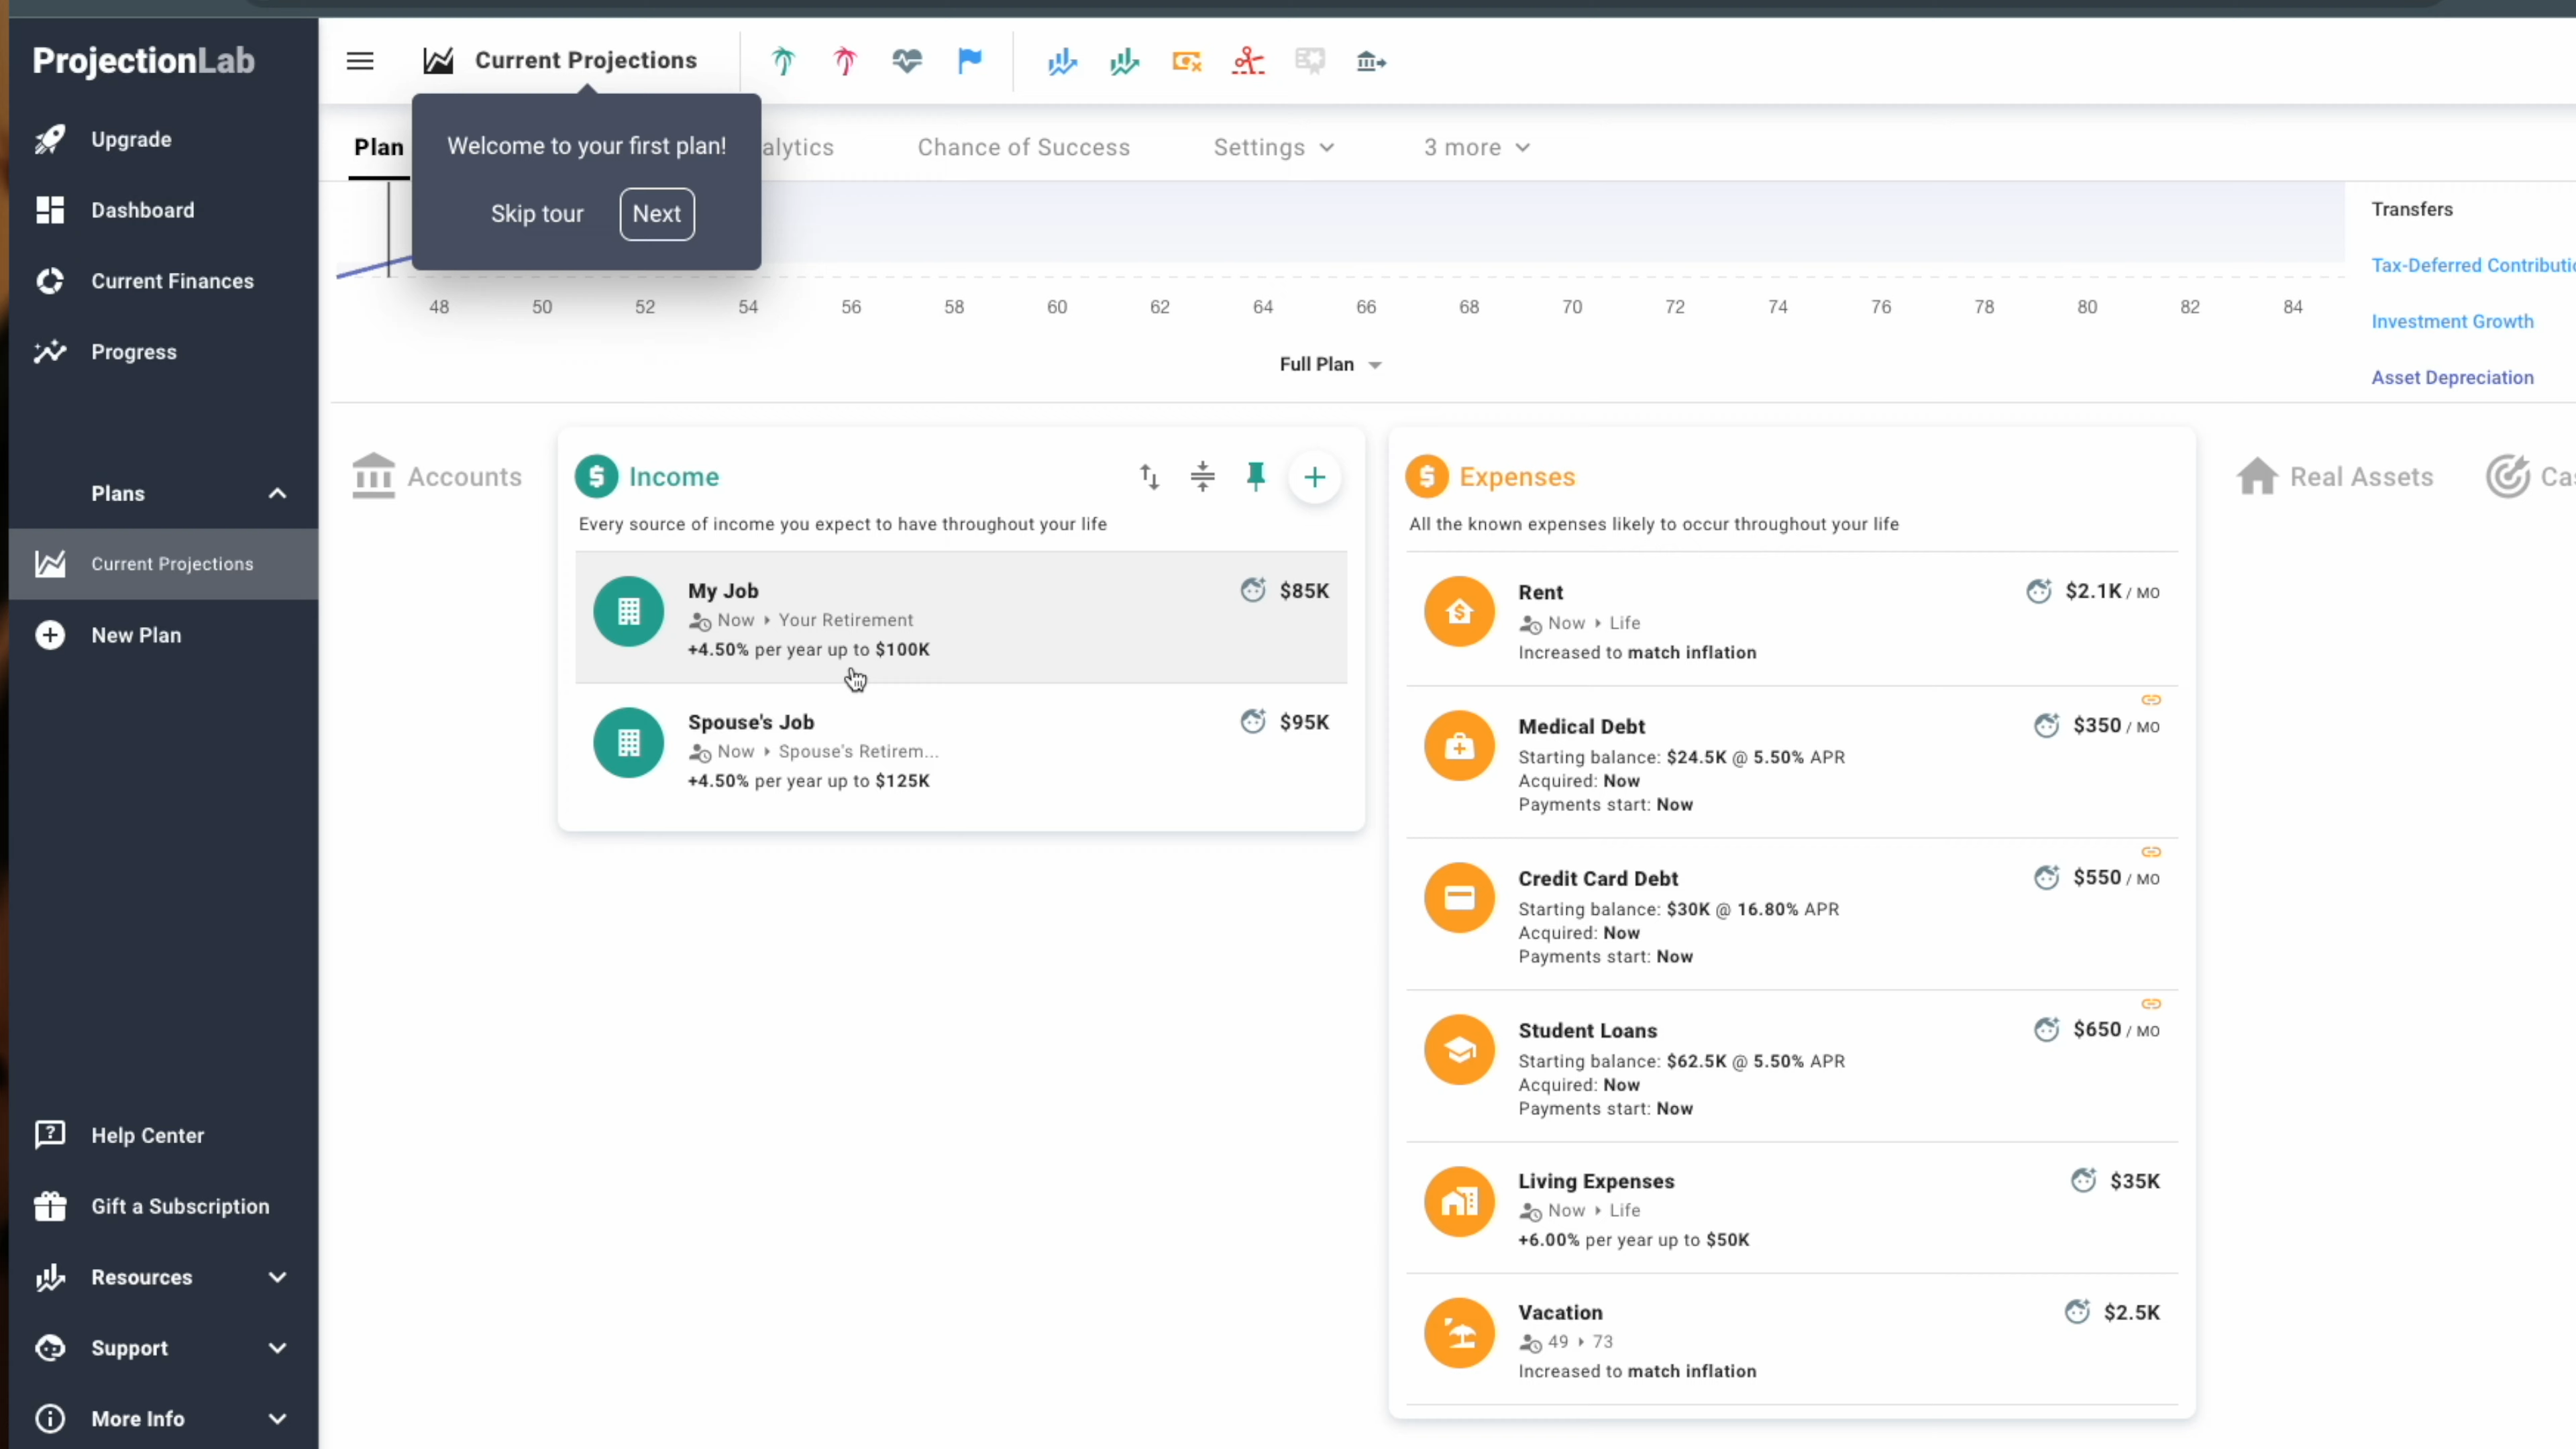 ProjectionLab
Upgrade
Dashboard
Current Finances
Progress
Plans
Current Projections
New Plan
Help Center
Gift a Subscription
Resources
Support
More Info
Current Projections
Welcome to your first plan!
Skip tour
Next
Plan
alytics
Chance of Success
Settings
3 more
48 50 52 54 56 58 60 62 64 66 68 70 72 74 76 78 80 82 84
Full Plan
Transfers
Tax-Deferred Contributi
Investment Growth
Asset Depreciation
Accounts
Income
Every source of income you expect to have throughout your life
My Job
$85K
Now ▸ Your Retirement
+4.50% per year up to $100K
Spouse's Job
$95K
Now ▸ Spouse's Retirem...
+4.50% per year up to $125K
Expenses
All the known expenses likely to occur throughout your life
Rent
$2.1K / MO
Now ▸ Life
Increased to match inflation
Medical Debt
$350 / MO
Starting balance: $24.5K @ 5.50% APR
Acquired: Now
Payments start: Now
Credit Card Debt
$550 / MO
Starting balance: $30K @ 16.80% APR
Acquired: Now
Payments start: Now
Student Loans
$650 / MO
Starting balance: $62.5K @ 5.50% APR
Acquired: Now
Payments start: Now
Living Expenses
$35K
Now ▸ Life
+6.00% per year up to $50K
Vacation
$2.5K
49 ▸ 73
Increased to match inflation
Real Assets
Cas